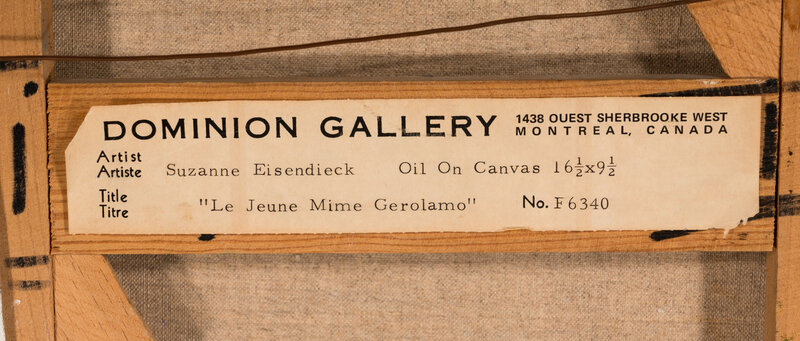 DOMINION GALLERY 1438 OUEST SHERBROOKE WEST
MONTREAL, CANADA
Artist
Artiste Suzanne Eisendieck Oil On Canvas 16½x9½
Title
Titre "Le Jeune Mime Gerolamo" No. F6340